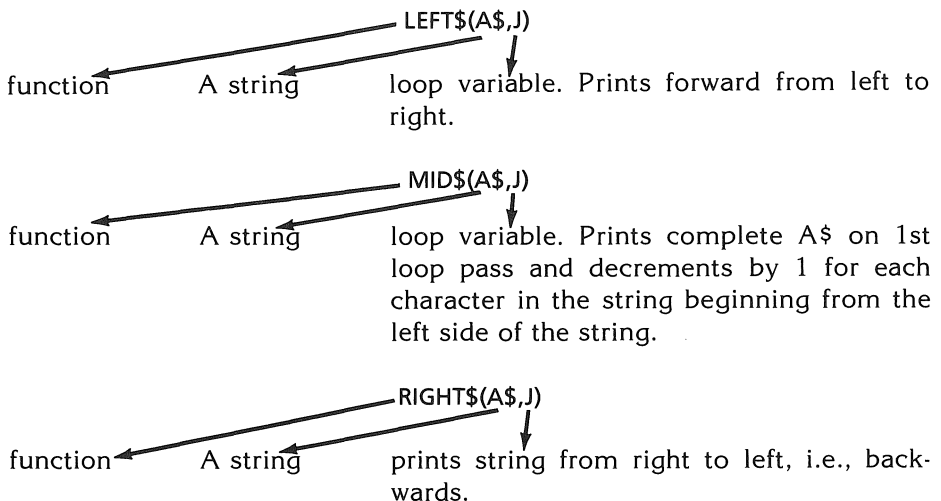 LEFT$(A$,J)
function A string loop variable. Prints forward from left to
right.
MID$(A$,J)
function A string loop variable. Prints complete A$ on 1st
loop pass and decrements by 1 for each
character in the string beginning from the
left side of the string.
RIGHT$(A$,J)
function A string prints string from right to left, i.e., back-
wards.